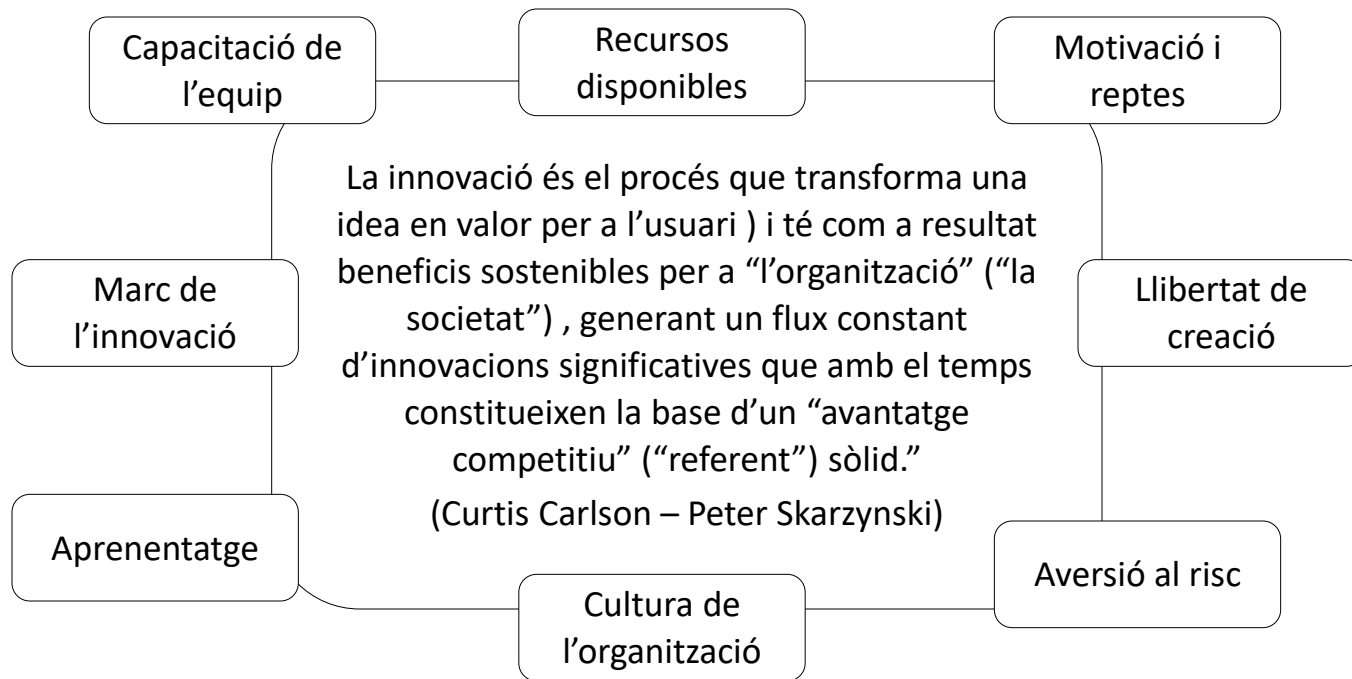 Capacitació de
l’equip
Recursos
disponibles
Motivació i
reptes
La innovació és el procés que transforma una
idea en valor per a l’usuari ) i té com a resultat
beneficis sostenibles per a “l’organització” (“la
societat”) , generant un flux constant
d’innovacions significatives que amb el temps
constitueixen la base d’un “avantatge
competitiu” (“referent”) sòlid.”
(Curtis Carlson – Peter Skarzynski)
Marc de
l’innovació
Llibertat de
creació
Aprenentatge
Aversió al risc
Cultura de
l’organització